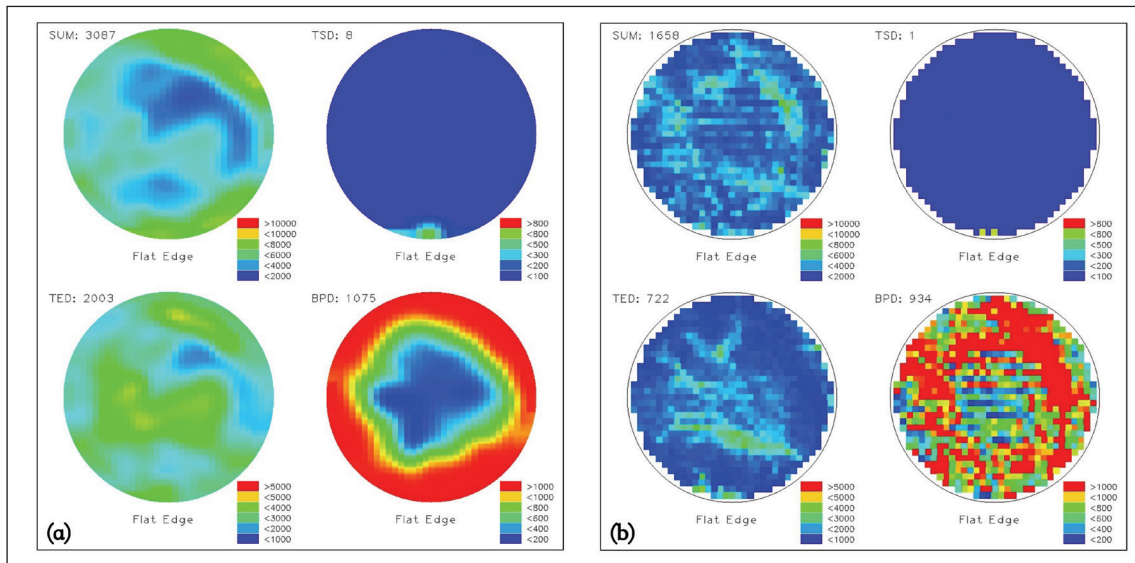 SUM: 3087
TSD: 8
>10000
<10000
<8000
<6000
<4000
<2000
Flat Edge
>800
<800
<500
<300
<200
<100
Flat Edge
TED: 2003
BPD: 1075
>5000
<5000
<4000
<3000
<2000
<1000
Flat Edge
>1000
<1000
<800
<600
<400
<200
Flat Edge
(a)
SUM: 1658
TSD: 1
>10000
<10000
<8000
<6000
<4000
<2000
Flat Edge
>800
<800
<500
<300
<200
<100
Flat Edge
TED: 722
BPD: 934
>5000
<5000
<4000
<3000
<2000
<1000
Flat Edge
>1000
<1000
<800
<600
<400
<200
Flat Edge
(b)